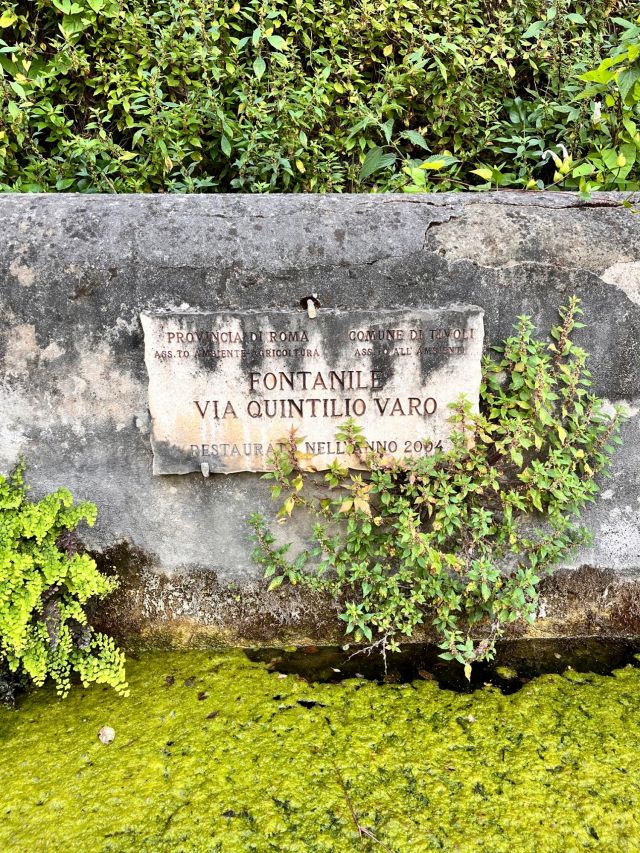 PROVINCIA DI ROMA COMUNE DI TIVOLI
ASS.TO AMBIENTE-AGRICOLTURA ASS.TO ALL AMBIENTE
FONTANILE
VIA QUINTILIO VARO
RESTAURATO NELL'ANNO 2004